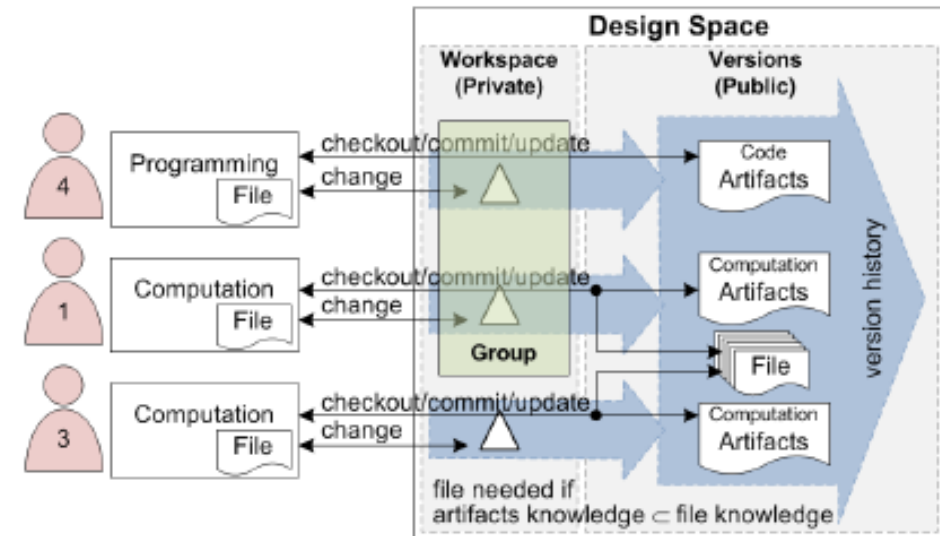 Design Space
Workspace
(Private)
Versions
(Public)
4
Programming
File
checkout/commit/update
change
Code
Artifacts
1
Computation
File
checkout/commit/update
change
Group
Computation
Artifacts
File
version history
3
Computation
File
checkout/commit/update
change
Computation
Artifacts
file needed if
artifacts knowledge ⊂ file knowledge